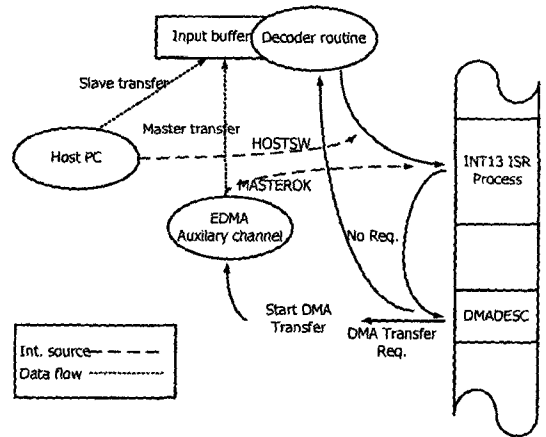 Input buffer
Decoder routine
Slave transfer
Master transfer
HOSTSW
Host PC
INT13 ISR
Process
MASTEROK
EDMA
Auxilary channel
No Req.
Start DMA
Transfer
DMADESC
DMA Transfer
Req.
Int. source
Data flow